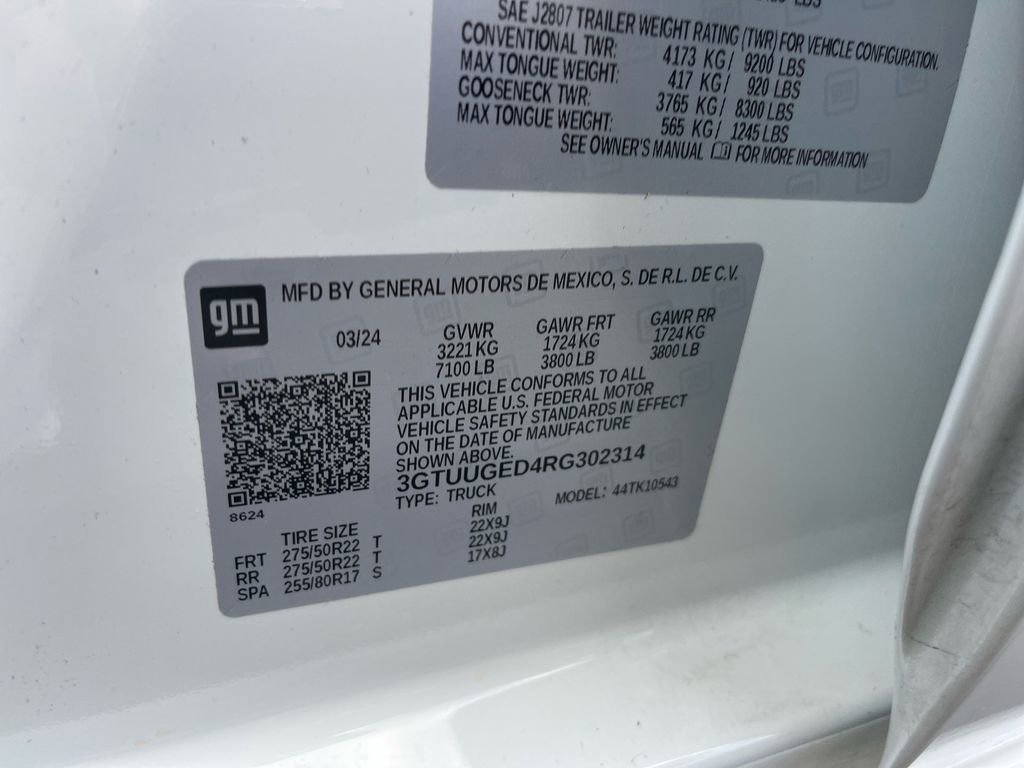 SAE J2807 TRAILER WEIGHT RATING (TWR) FOR VEHICLE CONFIGURATION.
CONVENTIONAL TWR: 4173 KG/ 9200 LBS
MAX TONGUE WEIGHT: 417 KG/ 920 LBS
GOOSENECK TWR: 3765 KG/ 8300 LBS
MAX TONGUE WEIGHT: 565 KG/ 1245 LBS
SEE OWNER'S MANUAL FOR MORE INFORMATION
gm
MFD BY GENERAL MOTORS DE MEXICO, S. DE R.L. DE C.V.
03/24 GVWR GAWR FRT GAWR RR
3221 KG 1724 KG 1724 KG
7100 LB 3800 LB 3800 LB
THIS VEHICLE CONFORMS TO ALL
APPLICABLE U.S. FEDERAL MOTOR
VEHICLE SAFETY STANDARDS IN EFFECT
ON THE DATE OF MANUFACTURE
SHOWN ABOVE.
3GTUUGED4RG302314
TYPE: TRUCK MODEL: 44TK10543
8624
TIRE SIZE RIM
FRT 275/50R22 T 22X9J
RR 275/50R22 T 22X9J
SPA 255/80R17 S 17X8J